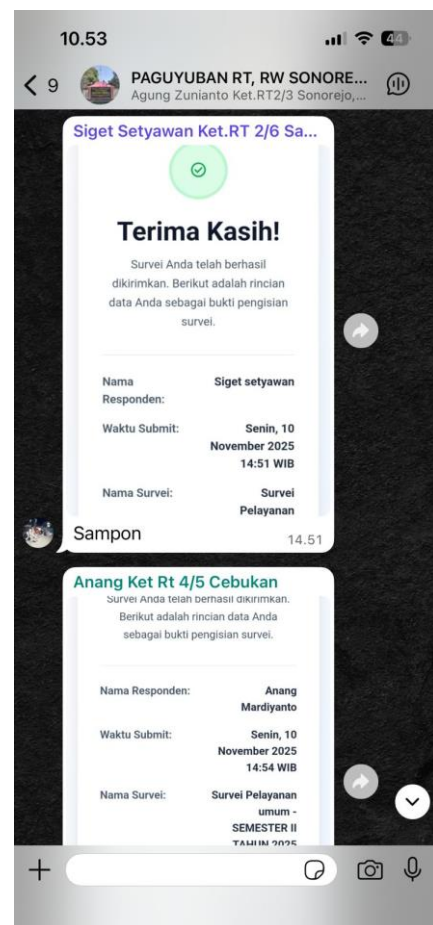 10.53
44
9
PAGUYUBAN RT, RW SONORE...
Agung Zunianto Ket.RT2/3 Sonorejo,...
Siget Setyawan Ket.RT 2/6 Sa...
Terima Kasih!
Survei Anda telah berhasil
dikirimkan. Berikut adalah rincian
data Anda sebagai bukti pengisian
survei.
Nama Responden: Siget setyawan
Waktu Submit: Senin, 10
November 2025
14:51 WIB
Nama Survei: Survei
Pelayanan
Sampon
14.51
Anang Ket Rt 4/5 Cebukan
Survei Anda telah berhasil dikirimkan.
Berikut adalah rincian data Anda
sebagai bukti pengisian survei.
Nama Responden: Anang
Mardiyanto
Waktu Submit: Senin, 10
November 2025
14:54 WIB
Nama Survei: Survei Pelayanan
umum -
SEMESTER II
TAHUN 2025